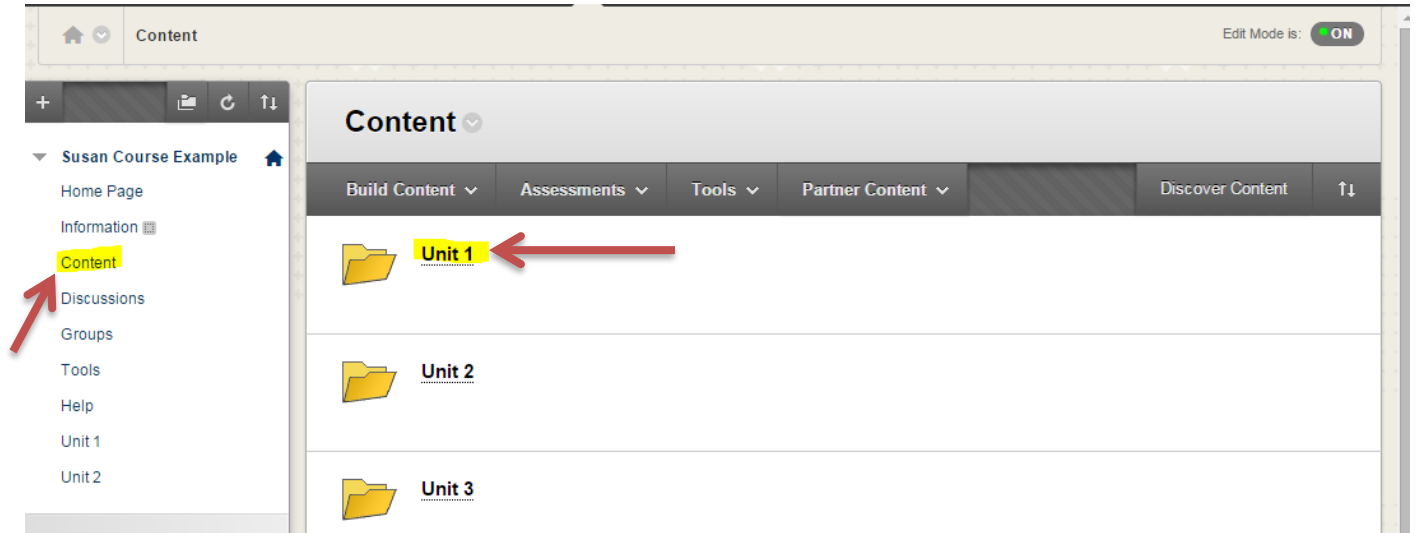 Content
Edit Mode is: ON
Susan Course Example
Home Page
Information
Content
Discussions
Groups
Tools
Help
Unit 1
Unit 2
Content
Build Content Assessments Tools Partner Content Discover Content
Unit 1
Unit 2
Unit 3